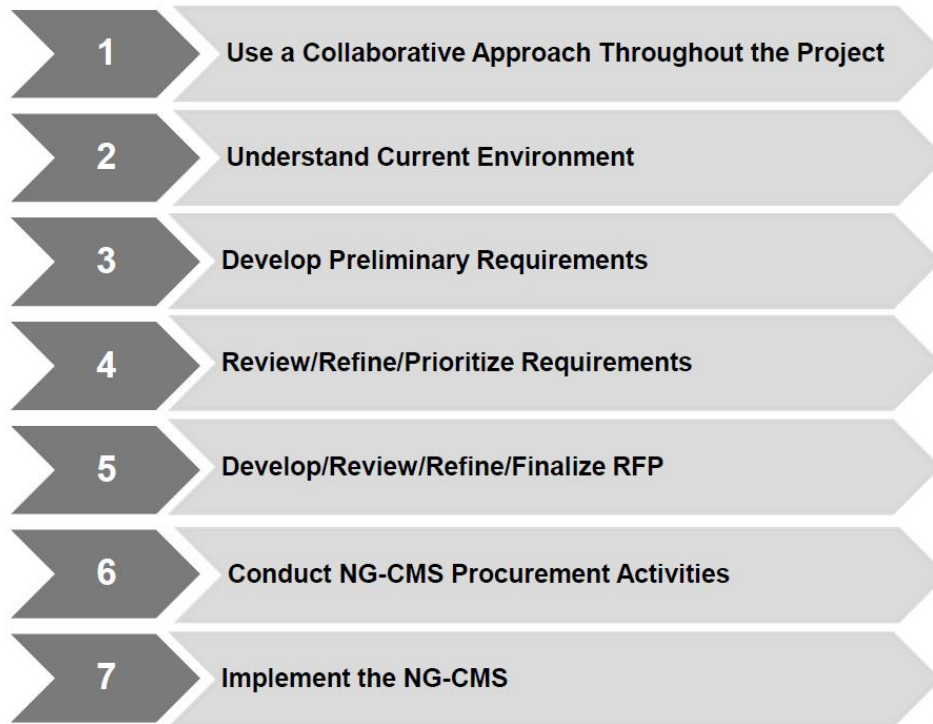 1 Use a Collaborative Approach Throughout the Project
2 Understand Current Environment
3 Develop Preliminary Requirements
4 Review/Refine/Prioritize Requirements
5 Develop/Review/Refine/Finalize RFP
6 Conduct NG-CMS Procurement Activities
7 Implement the NG-CMS